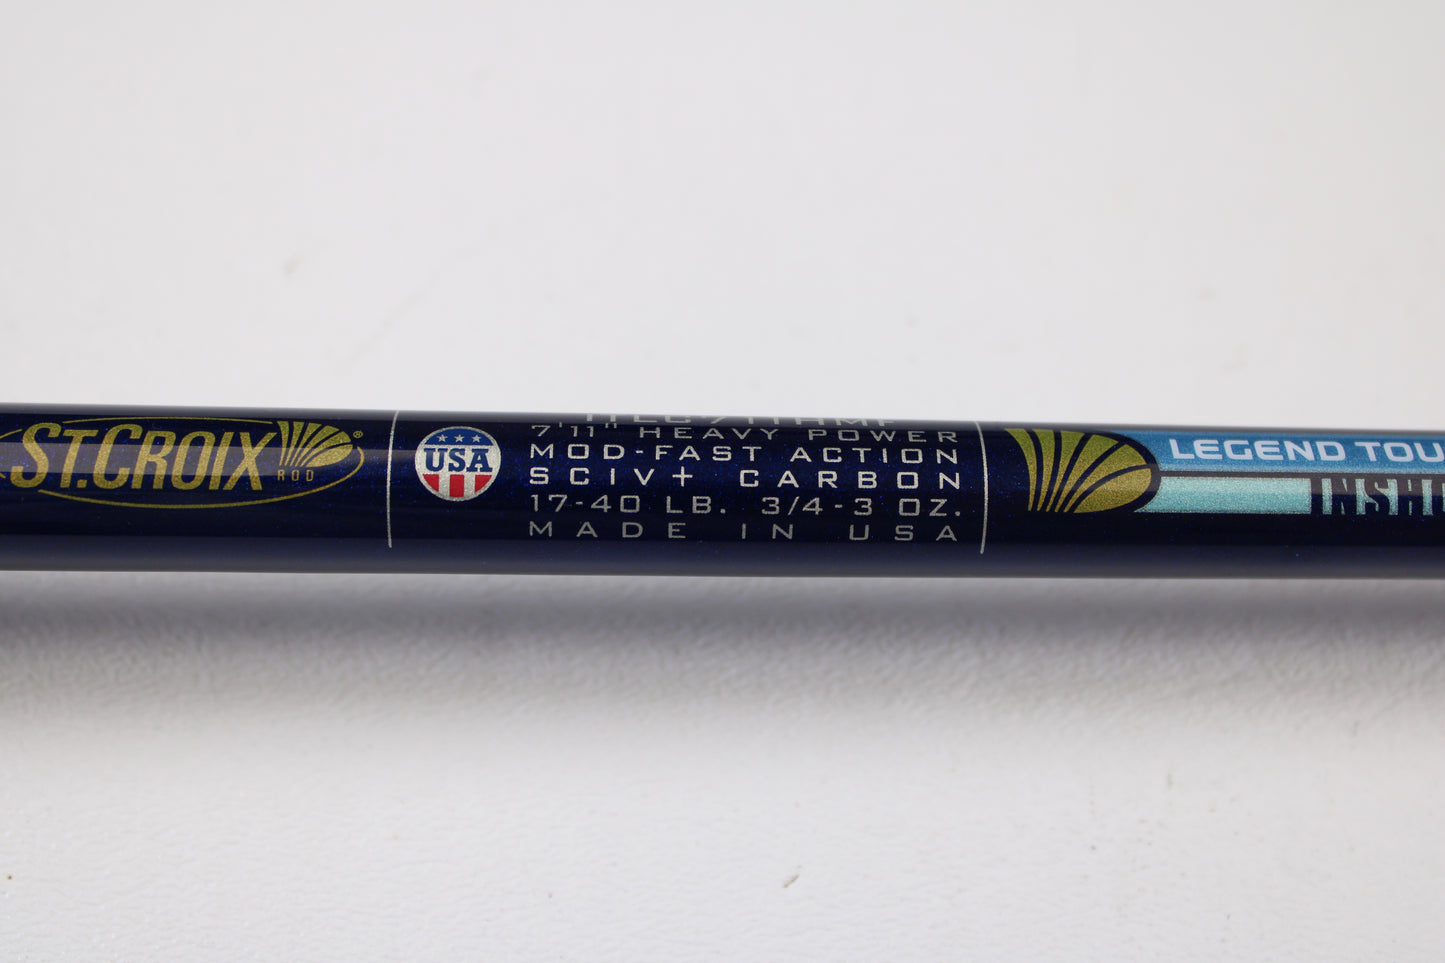 ST.CROIX®
ROD
USA
7'11" HEAVY POWER
MOD-FAST ACTION
SCIV+ CARBON
17-40 LB. 3/4-3 OZ.
MADE IN USA
LEGEND TOU
INSH